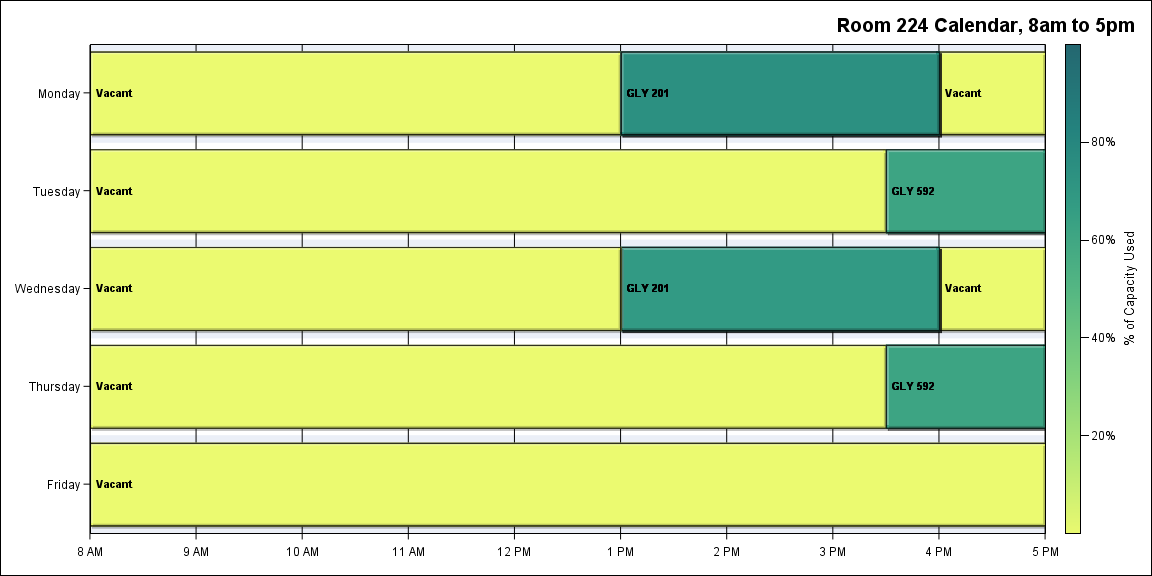 Room 224 Calendar, 8am to 5pm
Monday
Vacant
GLY 201
Vacant
Tuesday
Vacant
GLY 592
Wednesday
Vacant
GLY 201
Vacant
Thursday
Vacant
GLY 592
Friday
Vacant
8 AM
9 AM
10 AM
11 AM
12 PM
1 PM
2 PM
3 PM
4 PM
5 PM
80%
60%
40%
20%
% of Capacity Used